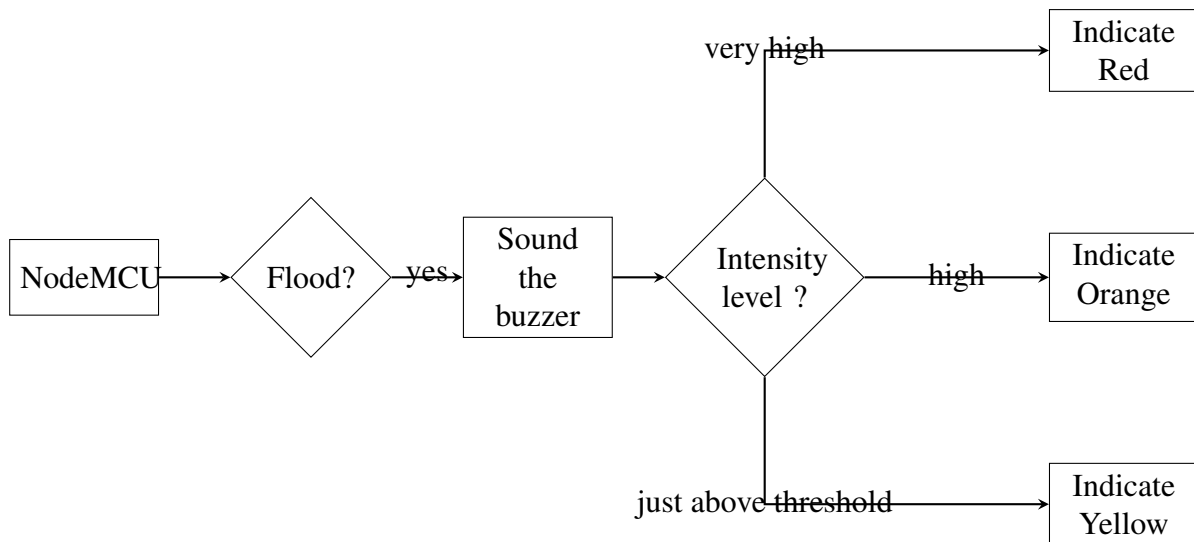 very high
Indicate
Red
NodeMCU
Flood?
yes
Sound
the
buzzer
Intensity
level ?
high
Indicate
Orange
just above threshold
Indicate
Yellow